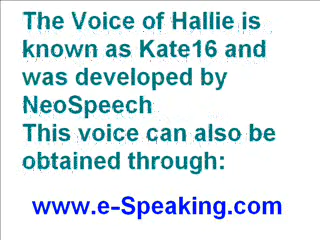 The Voice of Hallie is
known as Kate16 and
was developed by
NeoSpeech
This voice can also be
obtained through:
www.e-Speaking.com